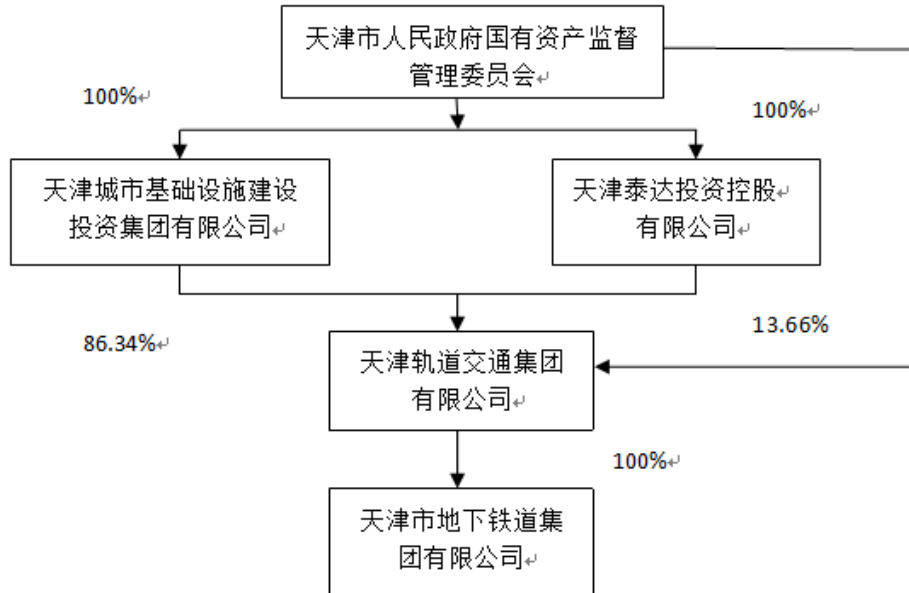 天津市人民政府国有资产监督
管理委员会
100%
100%
天津城市基础设施建设
投资集团有限公司
天津泰达投资控股
有限公司
86.34%
13.66%
天津轨道交通集团
有限公司
100%
天津市地下铁道集
团有限公司